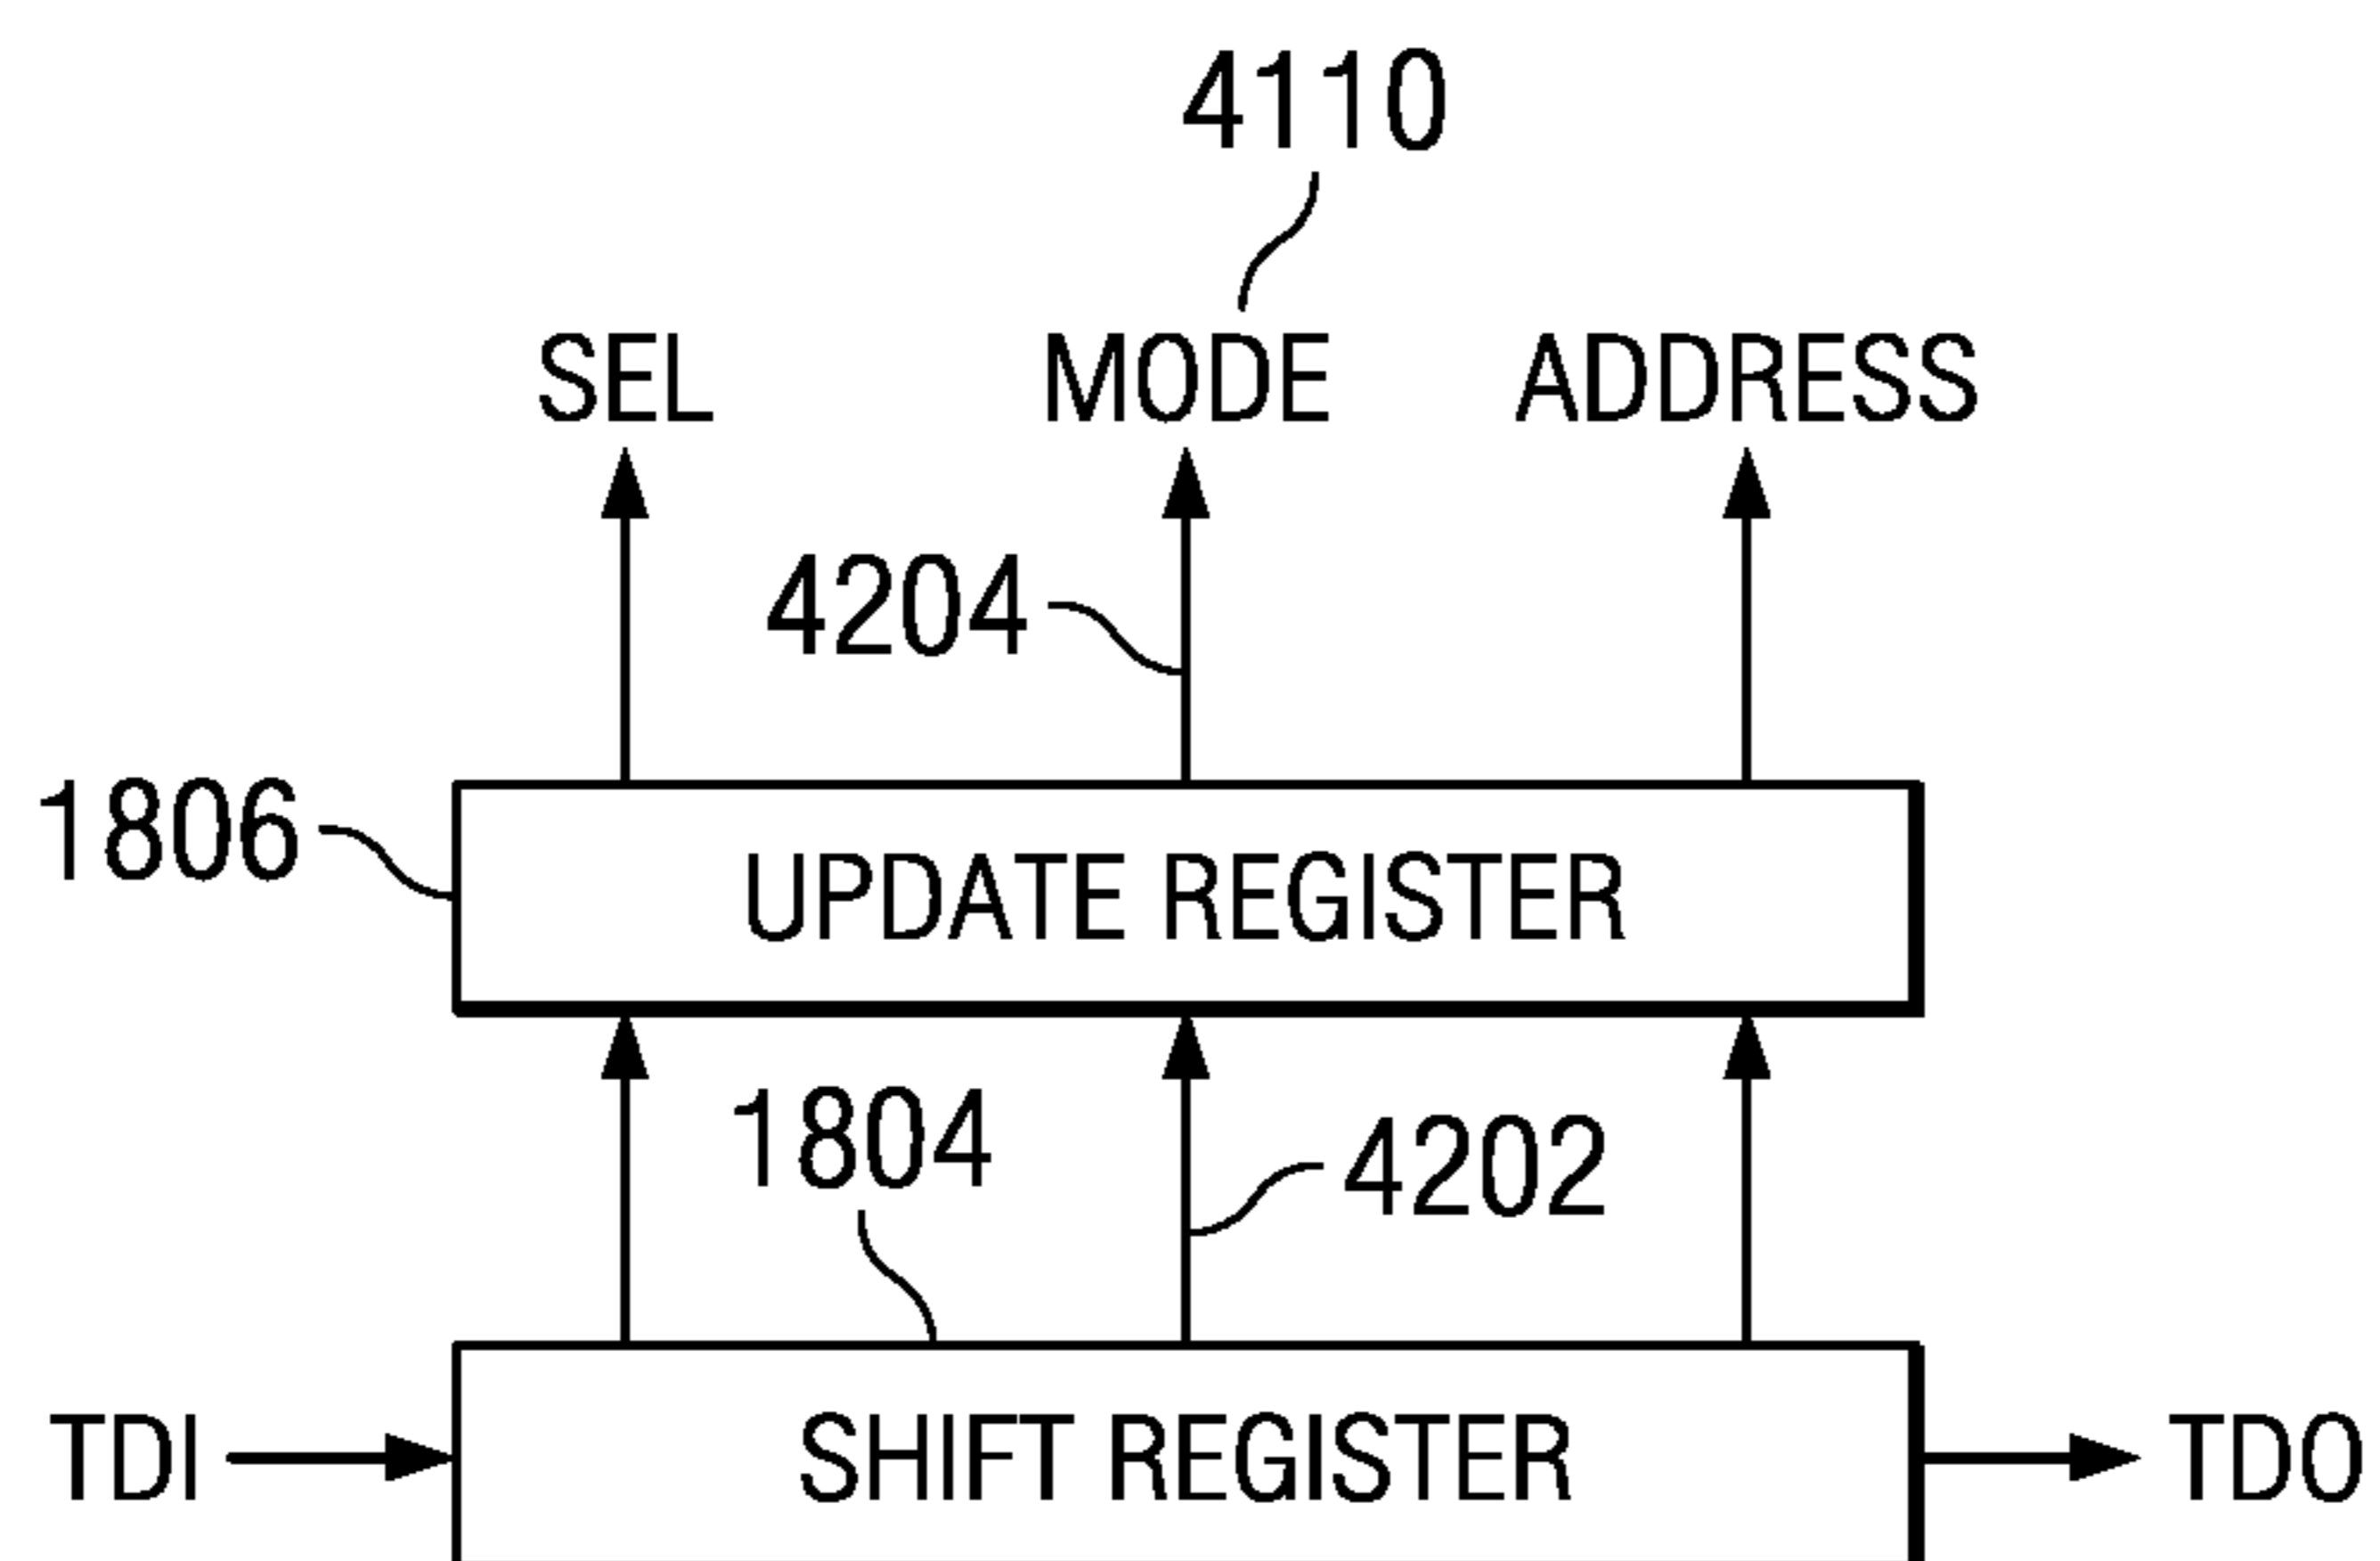 4110
SEL MODE ADDRESS
4204
1806
UPDATE REGISTER
1804
4202
TDI SHIFT REGISTER TDO